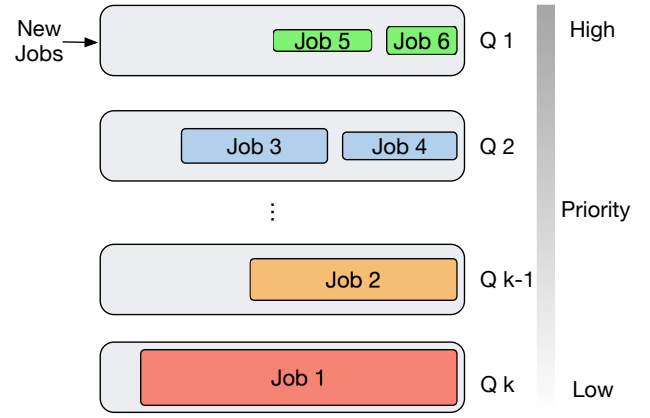 New
Jobs
Job 5
Job 6
Q 1
High
Job 3
Job 4
Q 2
⋮
Priority
Job 2
Q k-1
Job 1
Q k
Low